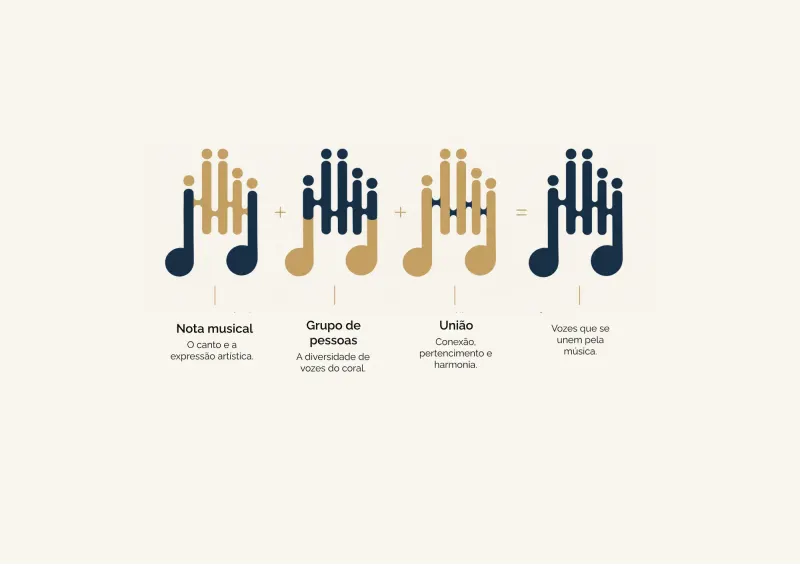 Nota musical
O canto e a
expressão artística.
Grupo de
pessoas
A diversidade de
vozes do coral.
União
Conexão,
pertencimento e
harmonia.
Vozes que se
unem pela
música.